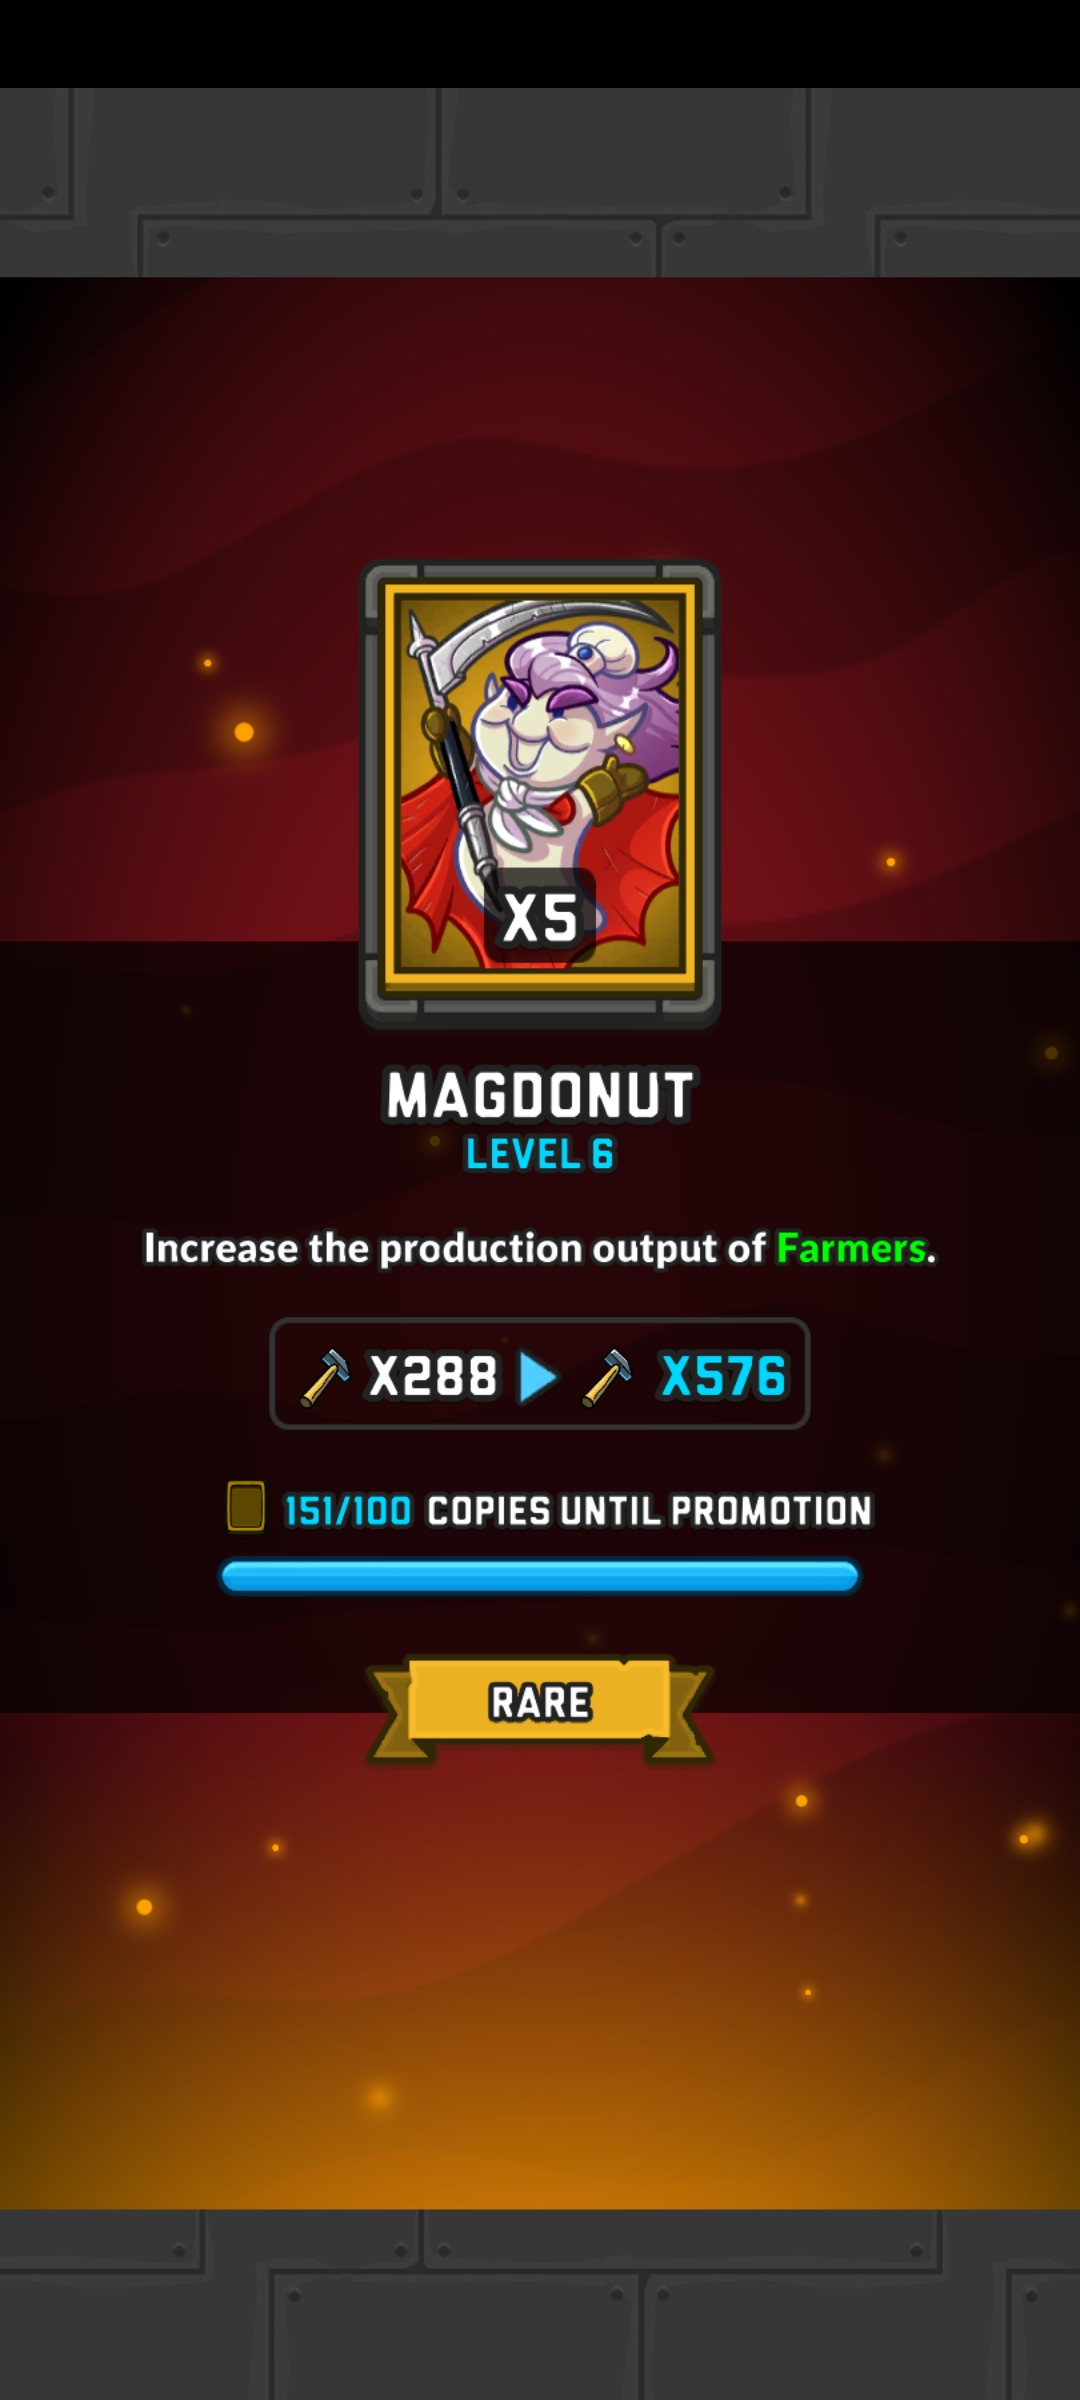 X5
MAGDONUT
LEVEL 6
Increase the production output of Farmers.
X288 X576
151/100 COPIES UNTIL PROMOTION
RARE